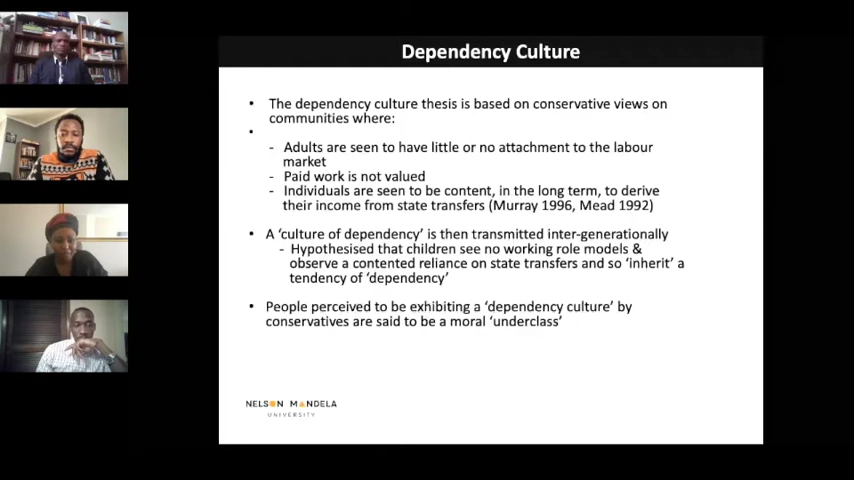 Dependency Culture
• The dependency culture thesis is based on conservative views on
communities where:
•
- Adults are seen to have little or no attachment to the labour
market
- Paid work is not valued
- Individuals are seen to be content, in the long term, to derive
their income from state transfers (Murray 1996, Mead 1992)
• A ‘culture of dependency’ is then transmitted inter-generationally
- Hypothesised that children see no working role models &
observe a contented reliance on state transfers and so ‘inherit’ a
tendency of ‘dependency’
• People perceived to be exhibiting a ‘dependency culture’ by
conservatives are said to be a moral ‘underclass’
NELSON MANDELA
UNIVERSITY